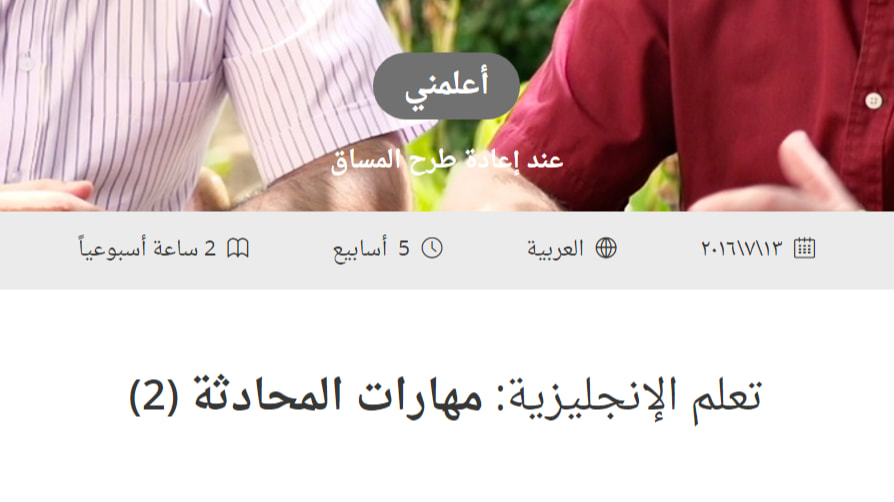 أعلمني
عند إعادة طرح المساق
١٣\٧\٢٠١٦ العربية 5 أسابيع 2 ساعة أسبوعياً
تعلم الإنجليزية: مهارات المحادثة (2)